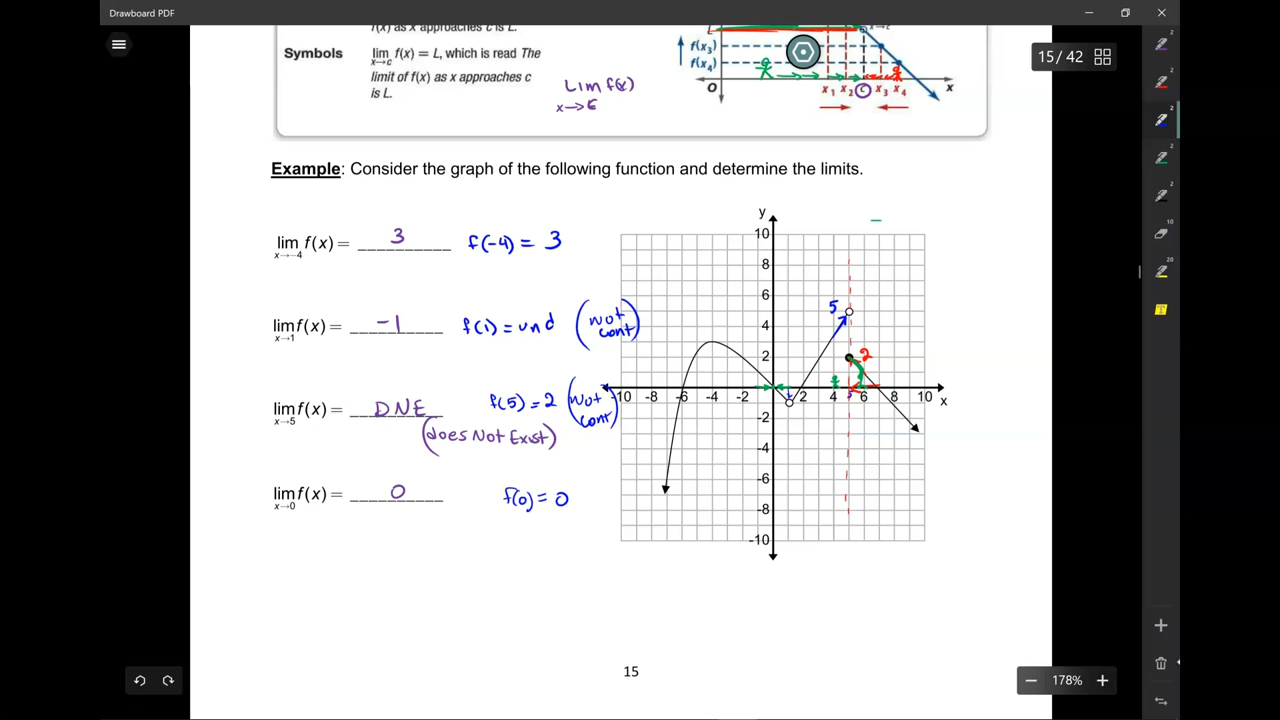 Drawboard PDF
f(x) as x approaches c is L.
Symbols
lim f(x) = L, which is read The
x→c
limit of f(x) as x approaches c
is L.
Lim f(x)
x→c
f(x3)
f(x4)
O
x1 x2 c x3 x4
x
15 / 42
Example: Consider the graph of the following function and determine the limits.
lim f(x) = __________ 3 f(-4) = 3
x→-4
lim f(x) = __________ -1 f(1) = und (Not cont)
x→1
lim f(x) = __________ DNE f(5) = 2 (Not cont)
x→5
(Does Not Exist)
lim f(x) = __________ 0 f(0) = 0
x→0
y
10
8
6
5
4
2
2
-10 -8 -6 -4 -2 2 4 6 8 10 x
-2
-4
-6
-8
-10
15
178%